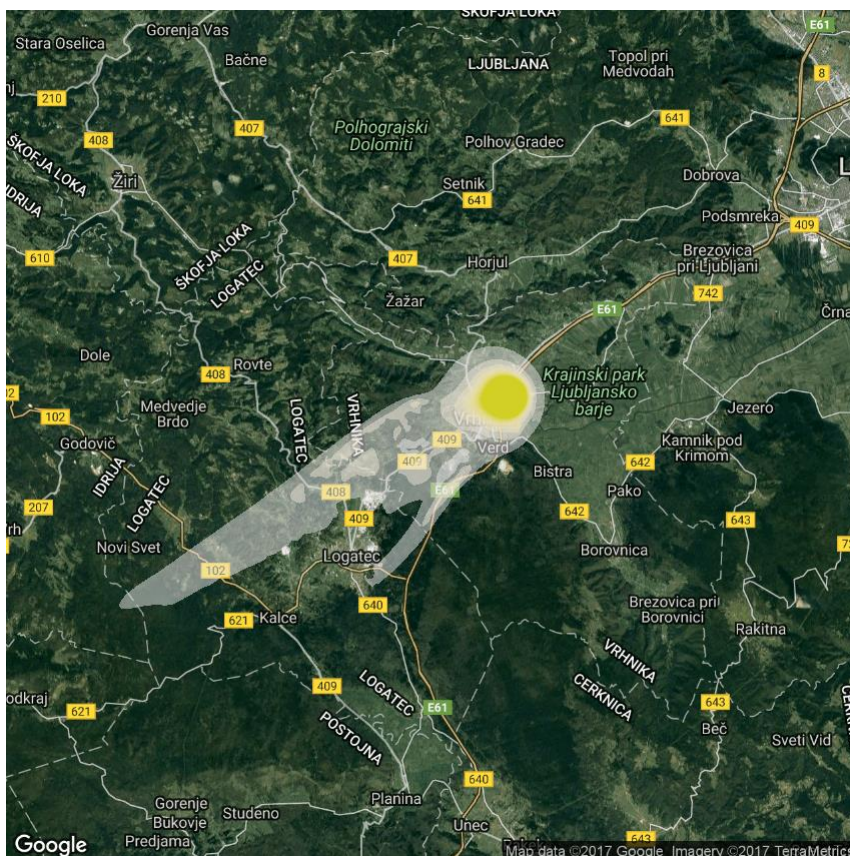 ŠKOFJA LOKA
E61
Gorenja Vas
Stara Oselica
Bačne
LJUBLJANA
Topol pri
Medvodah
8
210
408
407
Polhograjski
Dolomiti
641
Polhov Gradec
ŠKOFJA LOKA
IDRIJA
Žiri
Setnik
641
Dobrova
Podsmreka
409
610
ŠKOFJA LOKA
LOGATEC
407
Horjul
Brezovica
pri Ljubljani
742
Žažar
E61
Črna
Dole
408
Rovte
Krajinski park
Ljubljansko
barje
102
Medvedje
Brdo
LOGATEC
VRHNIKA
Jezero
Godovič
409
Verd
Kamnik pod
Krimom
IDRIJA
LOGATEC
409
Bistra
642
207
408
E61
Pako
409
642
643
Novi Svet
Logatec
Borovnica
102
640
621
Kalce
Brezovica pri
Borovnici
Rakitna
409
LOGATEC
VRHNIKA
CERKNICA
POSTOJNA
621
E61
643
Beč
Sveti Vid
640
Planina
Gorenje
Bukovje
Studeno
Predjama
Unec
643
Google
Map data ©2017 Google Imagery ©2017 TerraMetrics